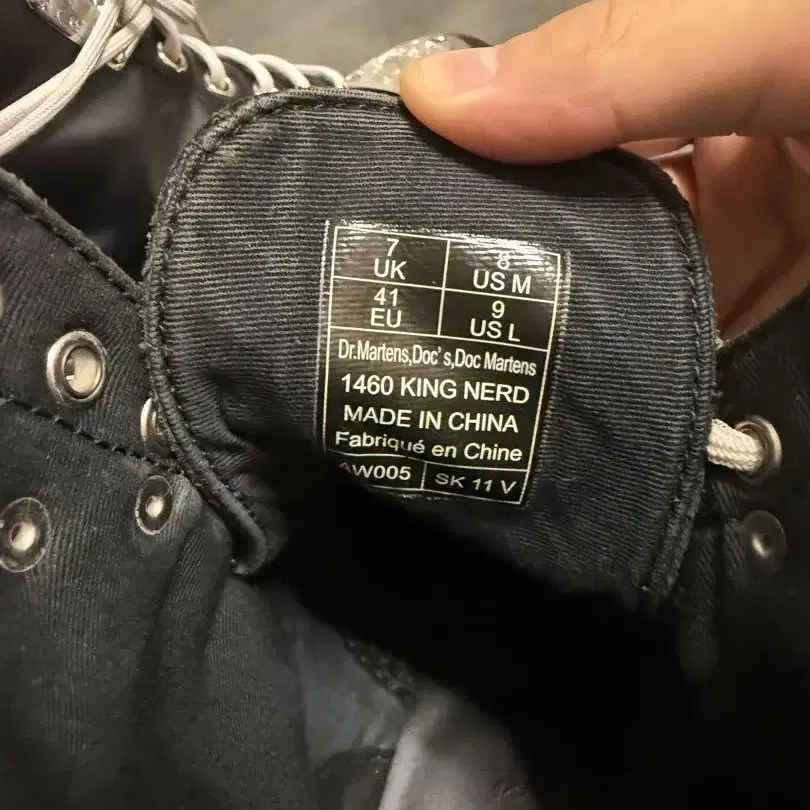 7 UK
8 US M
41 EU
9 US L
Dr.Martens,Doc's,Doc Martens
1460 KING NERD
MADE IN CHINA
Fabriqué en Chine
AW005 SK 11 V